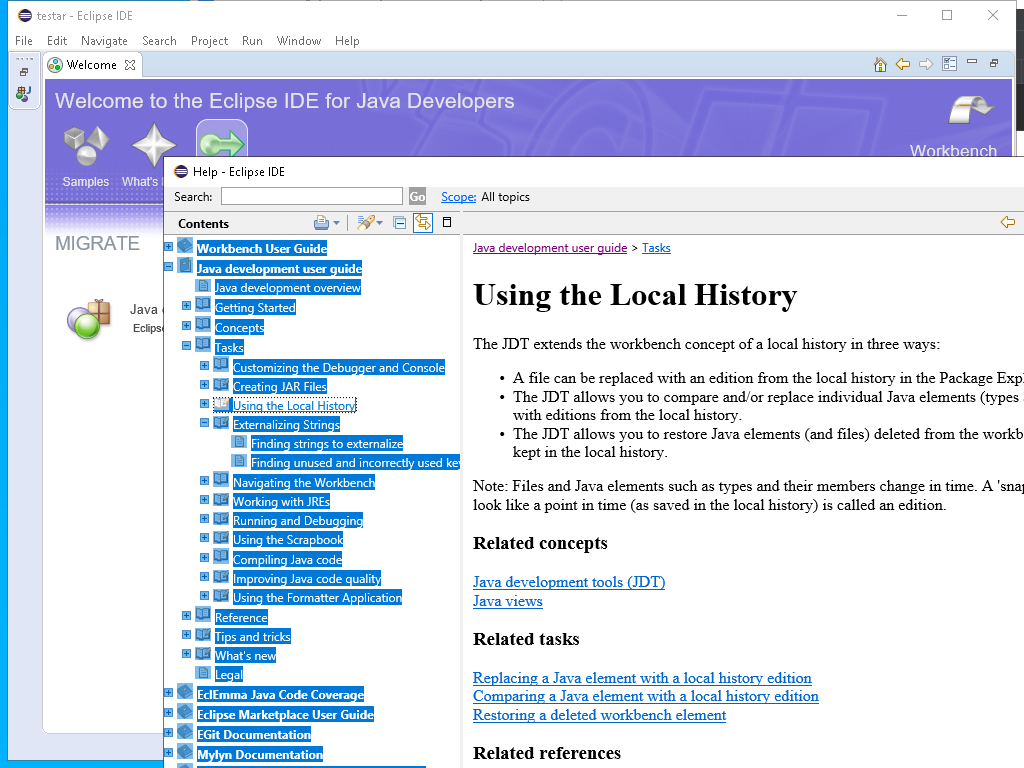 testar - Eclipse IDE
File Edit Navigate Search Project Run Window Help
Welcome
Welcome to the Eclipse IDE for Java Developers
Workbench
Samples What's
MIGRATE
Java
Eclipse
Help - Eclipse IDE
Search: Go Scope: All topics
Contents
Workbench User Guide
Java development user guide
Java development overview
Getting Started
Concepts
Tasks
Customizing the Debugger and Console
Creating JAR Files
Using the Local History
Externalizing Strings
Finding strings to externalize
Finding unused and incorrectly used
Navigating the Workbench
Working with JREs
Running and Debugging
Using the Scrapbook
Compiling Java code
Improving Java code quality
Using the Formatter Application
Reference
Tips and tricks
What's new
Legal
EclEmma Java Code Coverage
Eclipse Marketplace User Guide
EGit Documentation
Mylyn Documentation
Java development user guide > Tasks
Using the Local History
The JDT extends the workbench concept of a local history in three ways:
• A file can be replaced with an edition from the local history in the Package
• The JDT allows you to compare and/or replace individual Java elements (types
with editions from the local history.
• The JDT allows you to restore Java elements (and files) deleted from the
kept in the local history.
Note: Files and Java elements such as types and their members change in time. A
look like a point in time (as saved in the local history) is called an edition.
Related concepts
Java development tools (JDT)
Java views
Related tasks
Replacing a Java element with a local history edition
Comparing a Java element with a local history edition
Restoring a deleted workbench element
Related references